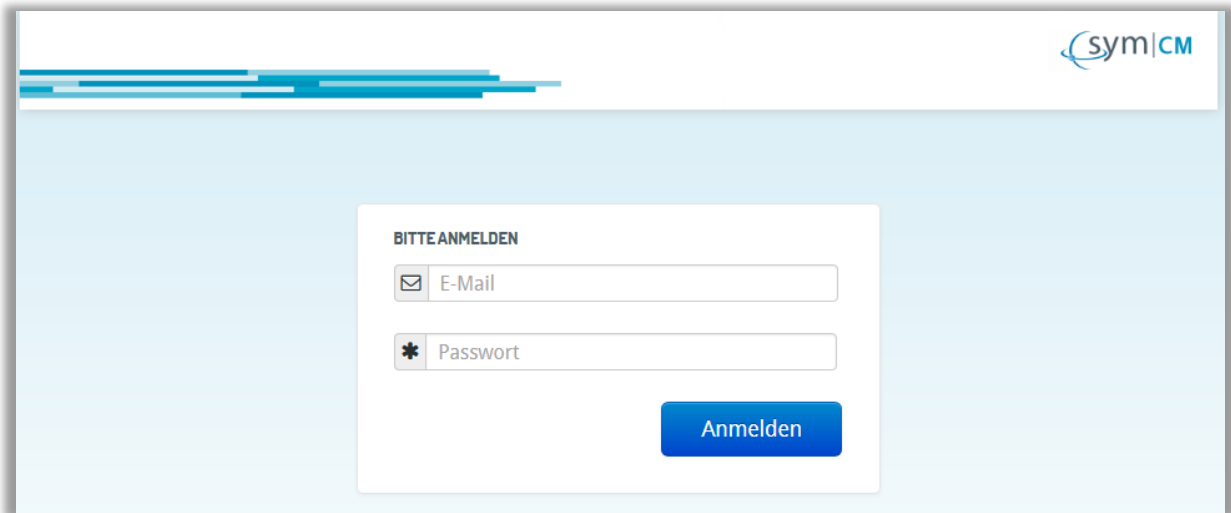 sym|CM
BITTE ANMELDEN
E-Mail
Passwort
Anmelden